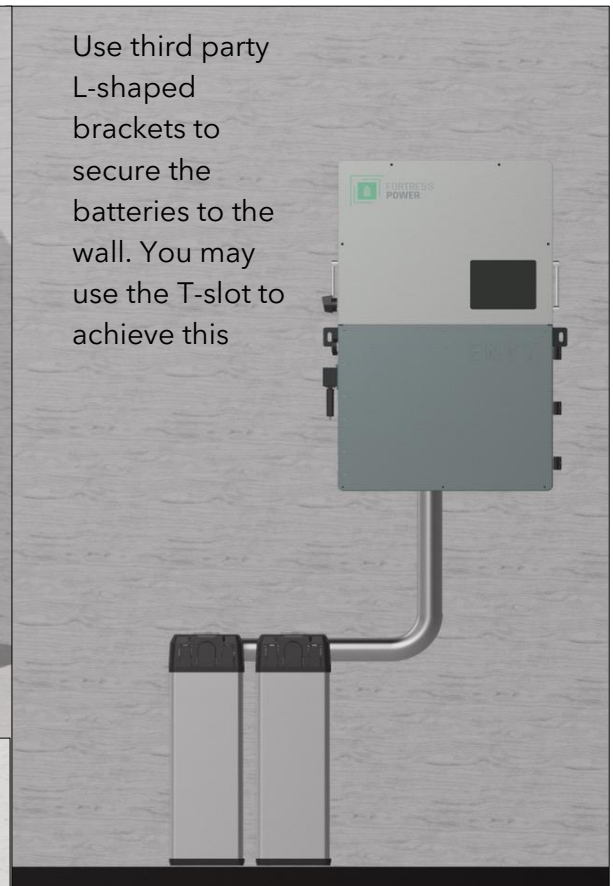 Use third party
L-shaped
brackets to
secure the
batteries to the
wall. You may
use the T-slot to
achieve this
FORTRESS
POWER
ENVY